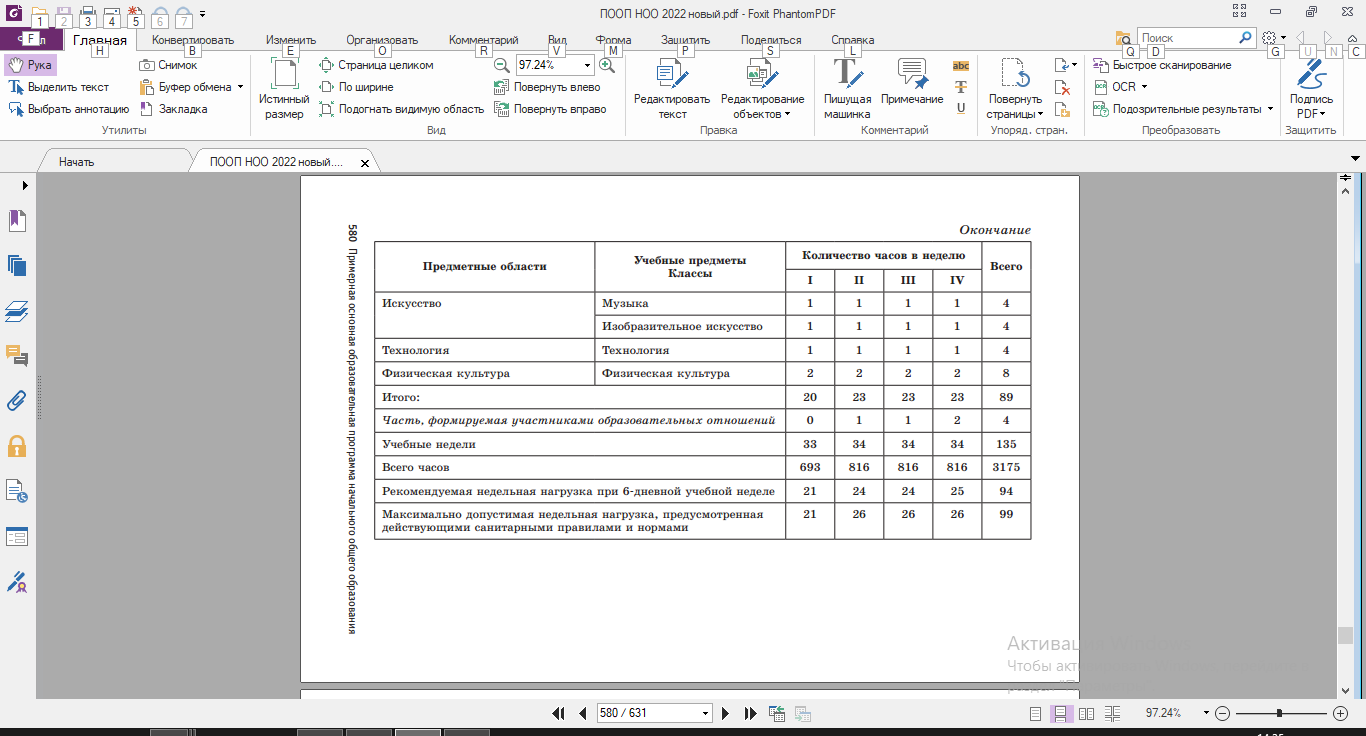 ПООП НОО 2022 новый.pdf - Foxit PhantomPDF
1 2 3 4 5 6 7
F Главная Конвертировать Изменить Организовать Комментарий Вид Форма Защитить Поделиться Справка Поиск
H B E O R V M P S L Q D G U N C
Рука Снимок Страница целиком 97.24% abc Быстрое сканирование
Выделить текст Буфер обмена По ширине Повернуть влево OCR
Выбрать аннотацию Закладка Подогнать видимую область Повернуть вправо Подозрительные результаты
Истинный размер
Редактировать текст
Редактирование объектов
Пишущая машинка
Примечание
Повернуть страницы
Подпись PDF
Утилиты Вид Правка Комментарий Упоряд. стран. Преобразовать Защитить
Начать ПООП НОО 2022 новый....
580 Примерная основная образовательная программа начального общего образования
Окончание
Предметные области Учебные предметы Классы Количество часов в неделю Всего
I II III IV
Искусство Музыка 1 1 1 1 4
Изобразительное искусство 1 1 1 1 4
Технология Технология 1 1 1 1 4
Физическая культура Физическая культура 2 2 2 2 8
Итого: 20 23 23 23 89
Часть, формируемая участниками образовательных отношений 0 1 1 2 4
Учебные недели 33 34 34 34 135
Всего часов 693 816 816 816 3175
Рекомендуемая недельная нагрузка при 6-дневной учебной неделе 21 24 24 25 94
Максимально допустимая недельная нагрузка, предусмотренная
действующими санитарными правилами и нормами 21 26 26 26 99
580 / 631 97.24%